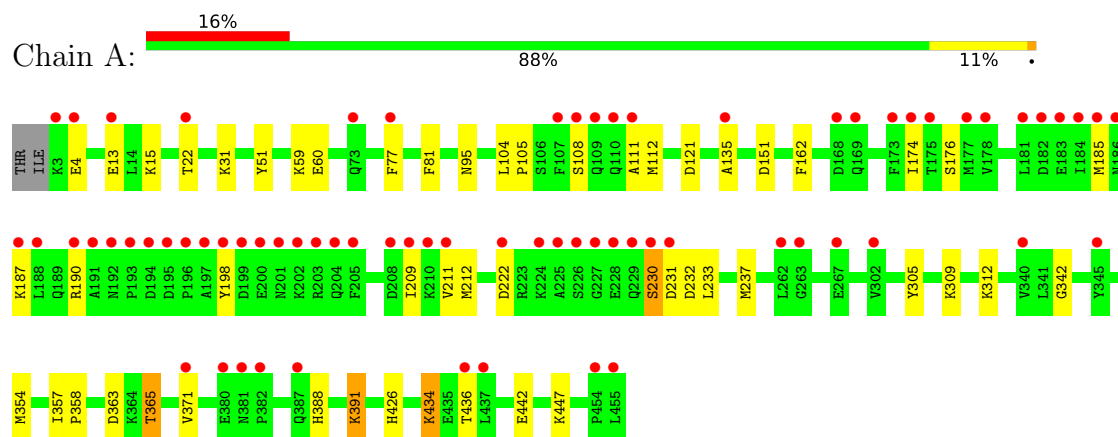 16%
Chain A:
88% 11% •
THR ILE K3 E4 E13 L14 K15 T22 K31 Y51 K59 E60 Q73 F77 F81 N95 L104 P105 S106 F107 S108 Q109 Q110 A111 M112 D121 A135 D151 F162 D168 Q169 F173 I174 T175 S176 M177 V178 L181 D182 E183 I184 M185 N186
K187 L188 Q189 R190 A191 N192 P193 D194 D195 P196 A197 Y198 D199 E200 N201 K202 R203 Q204 F205 D208 I209 K210 V211 M212 D222 R223 K224 A225 S226 G227 E228 Q229 S230 D231 D232 L233 M237 L262 G263 E267 V302 Y305 K309 K312 V340 L341 G342 Y345
M354 I357 P358 D363 K364 T365 V371 E380 N381 P382 Q387 H388 K391 H426 K434 E435 T436 L437 E442 K447 P454 L455